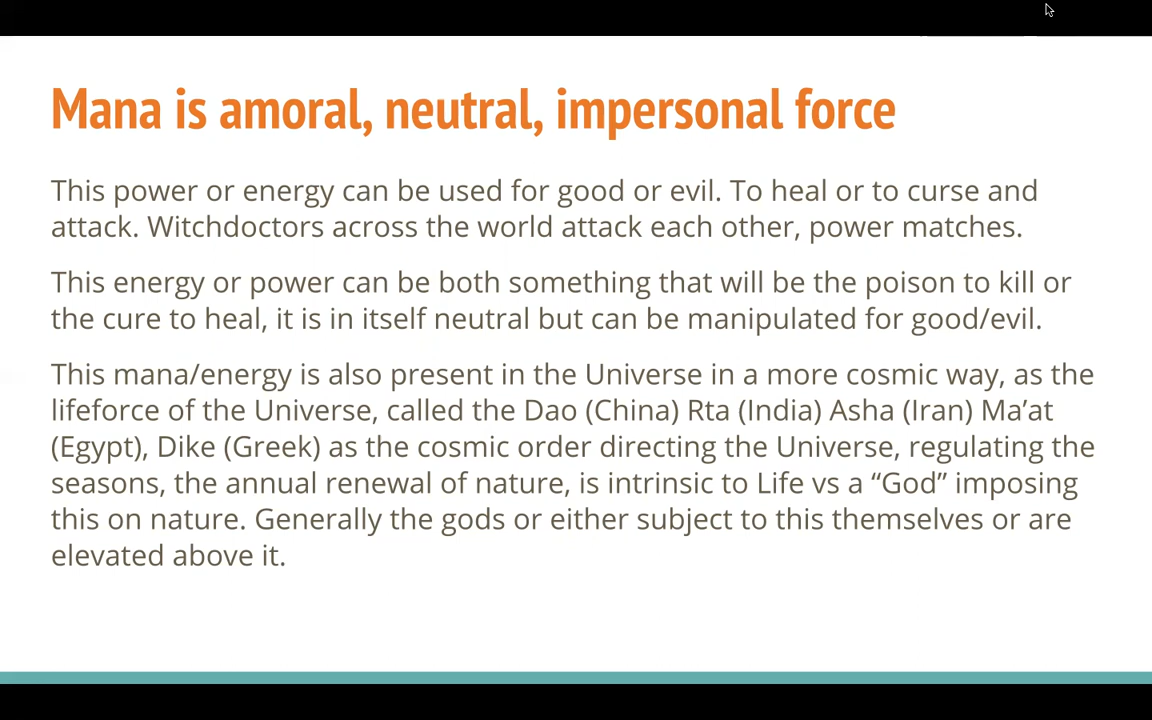 Mana is amoral, neutral, impersonal force
This power or energy can be used for good or evil. To heal or to curse and
attack. Witchdoctors across the world attack each other, power matches.
This energy or power can be both something that will be the poison to kill or
the cure to heal, it is in itself neutral but can be manipulated for good/evil.
This mana/energy is also present in the Universe in a more cosmic way, as the
lifeforce of the Universe, called the Dao (China) Rta (India) Asha (Iran) Ma’at
(Egypt), Dike (Greek) as the cosmic order directing the Universe, regulating the
seasons, the annual renewal of nature, is intrinsic to Life vs a “God” imposing
this on nature. Generally the gods or either subject to this themselves or are
elevated above it.